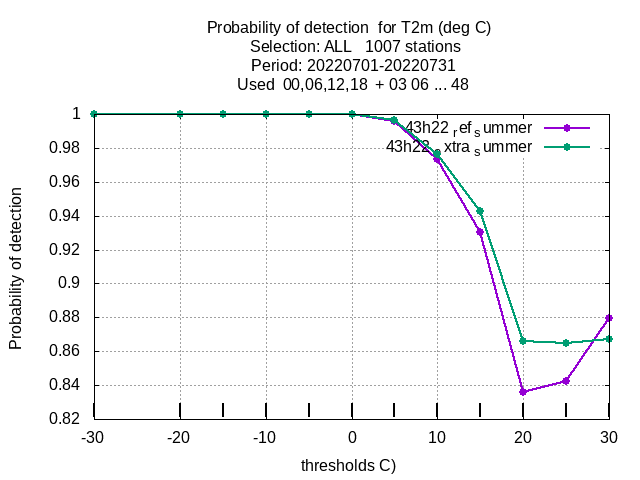 Probability of detection  for T2m (deg C)
Selection: ALL   1007 stations
Period: 20220701-20220731
Used  00,06,12,18  + 03 06 ... 48
43h22 ref summer
43h22 extra summer
1
0.98
0.96
0.94
0.92
0.9
0.88
0.86
0.84
0.82
Probability of detection
-30 -20 -10 0 10 20 30
thresholds C)